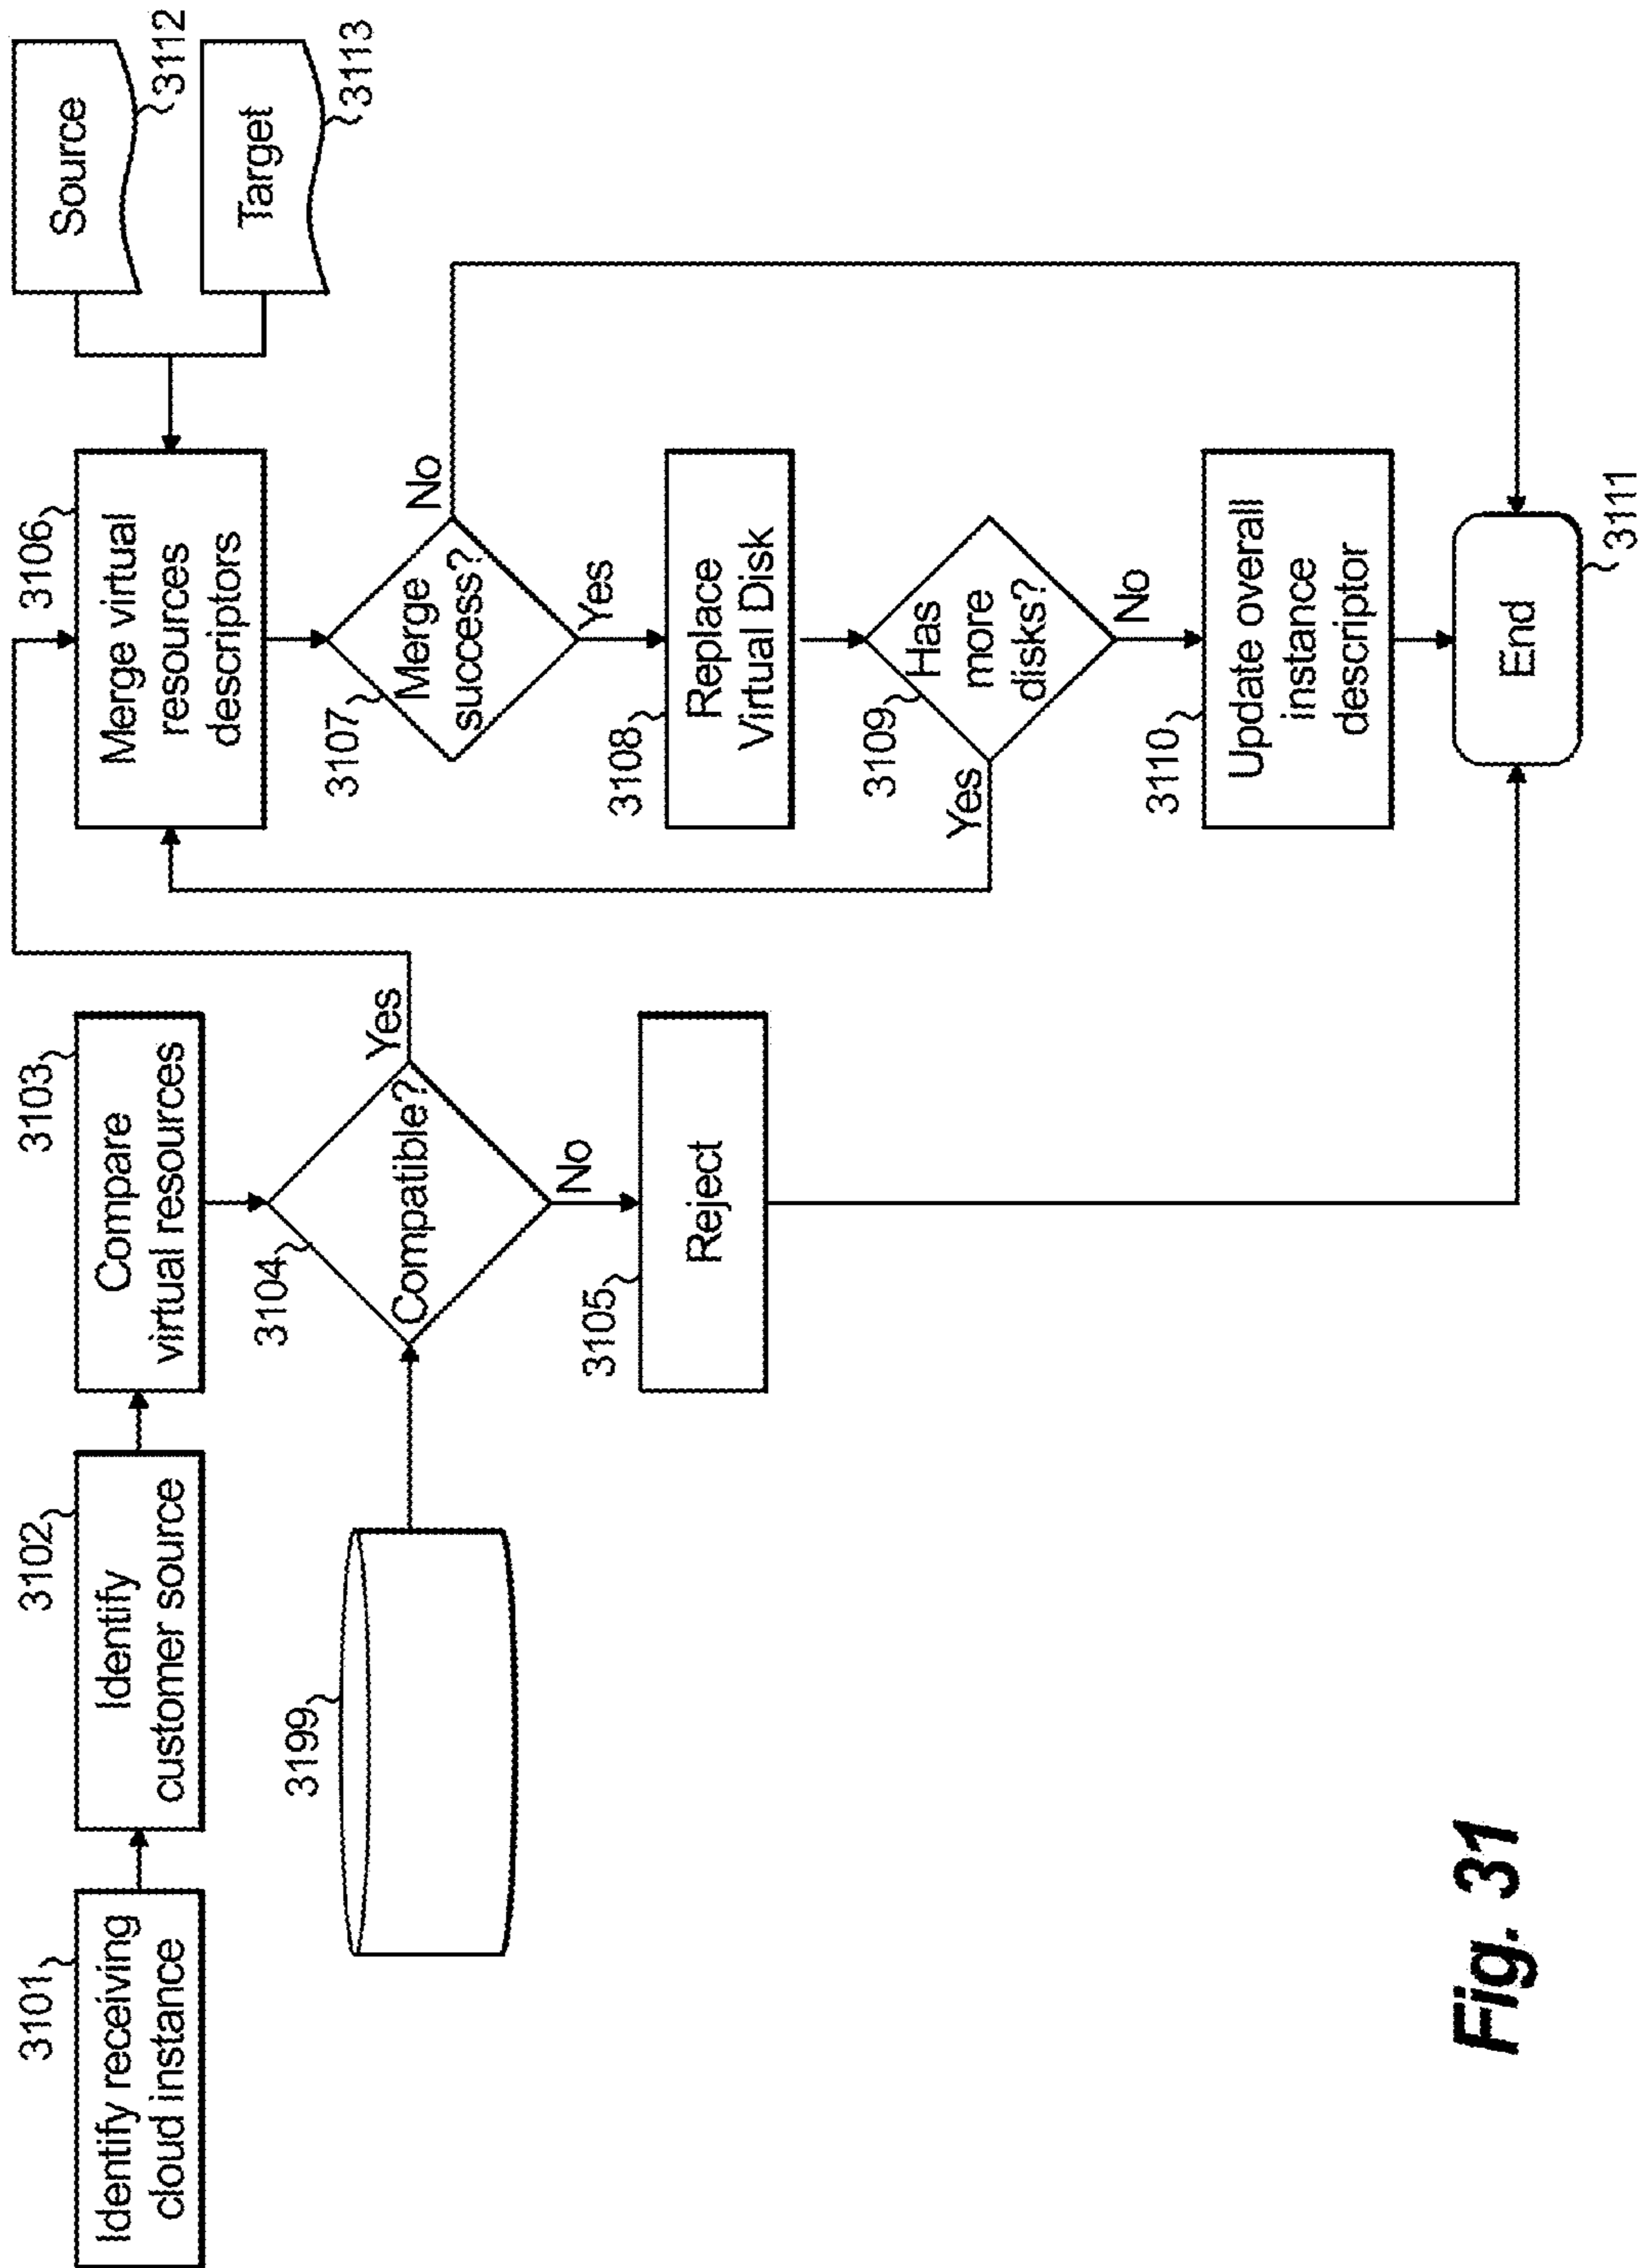 3101
Identify receiving
cloud instance
3102
Identify
customer source
3103
Compare
virtual resources
3199
3104
Compatible?
Yes
No
3105
Reject
3106
Merge virtual
resources
descriptors
Source
3112
Target
3113
3107
Merge
success?
No
Yes
3108
Replace
Virtual Disk
3109
Has
more
disks?
Yes
No
3110
Update overall
instance
descriptor
End
3111
Fig. 31